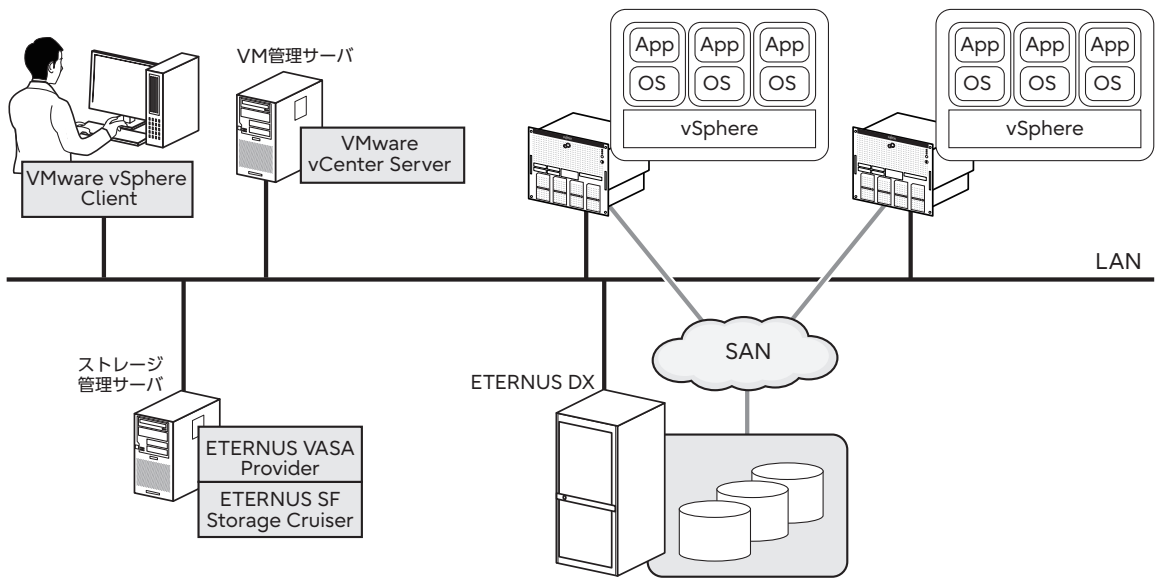 VM管理サーバ
VMware
vCenter Server
VMware vSphere
Client
App App App
OS OS OS
vSphere
App App App
OS OS OS
vSphere
LAN
SAN
ストレージ
管理サーバ
ETERNUS VASA
Provider
ETERNUS SF
Storage Cruiser
ETERNUS DX